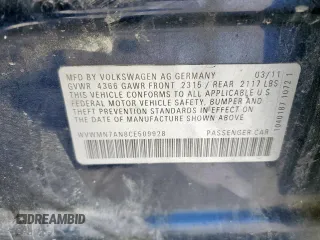 MFD BY VOLKSWAGEN AG GERMANY 03/11
GVWR 4366 GAWR FRONT 2315 / REAR 2117 LBS
THIS VEHICLE CONFORMS TO ALL APPLICABLE U.S
FEDERAL MOTOR VEHICLE SAFETY, BUMPER AND
THEFT PREVENTION STANDARDS IN EFFECT ON THE
DATE OF MANUFACTURE SHOWN ABOVE
WVWMN7AN8CE509928 PASSENGER CAR
DREAMBID